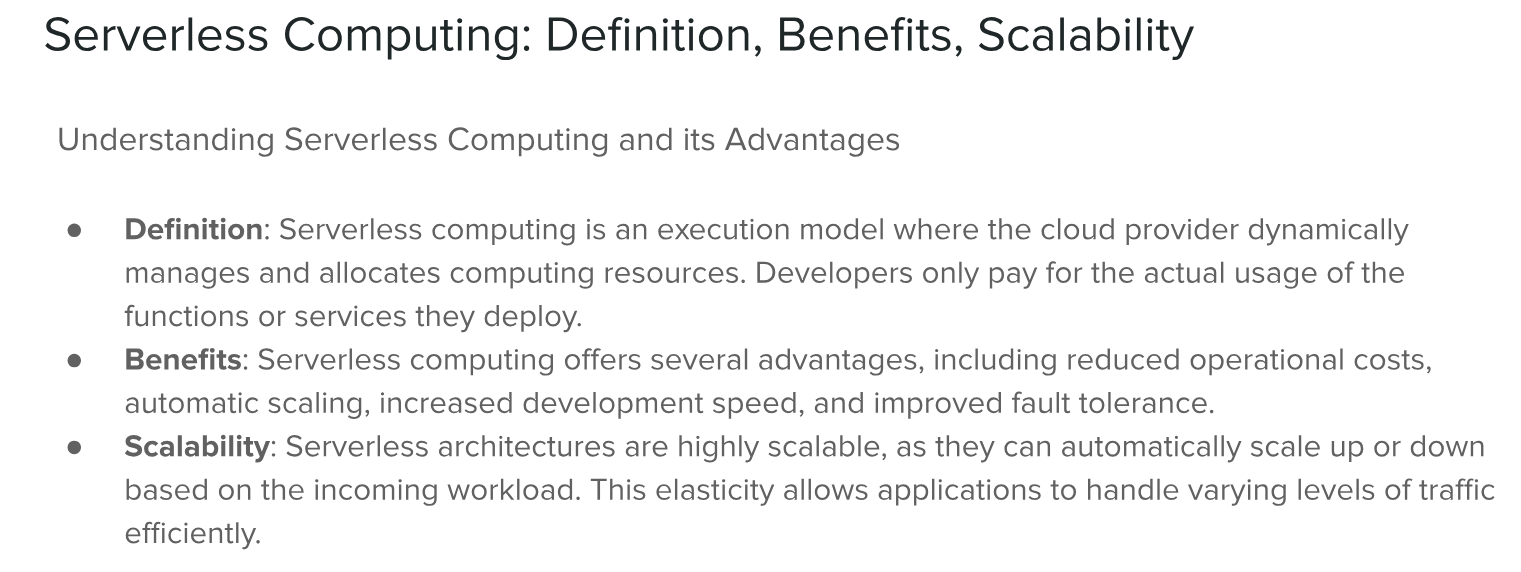 Serverless Computing: Definition, Benefits, Scalability
Understanding Serverless Computing and its Advantages
● Definition: Serverless computing is an execution model where the cloud provider dynamically
manages and allocates computing resources. Developers only pay for the actual usage of the
functions or services they deploy.
● Benefits: Serverless computing offers several advantages, including reduced operational costs,
automatic scaling, increased development speed, and improved fault tolerance.
● Scalability: Serverless architectures are highly scalable, as they can automatically scale up or down
based on the incoming workload. This elasticity allows applications to handle varying levels of traffic
efficiently.